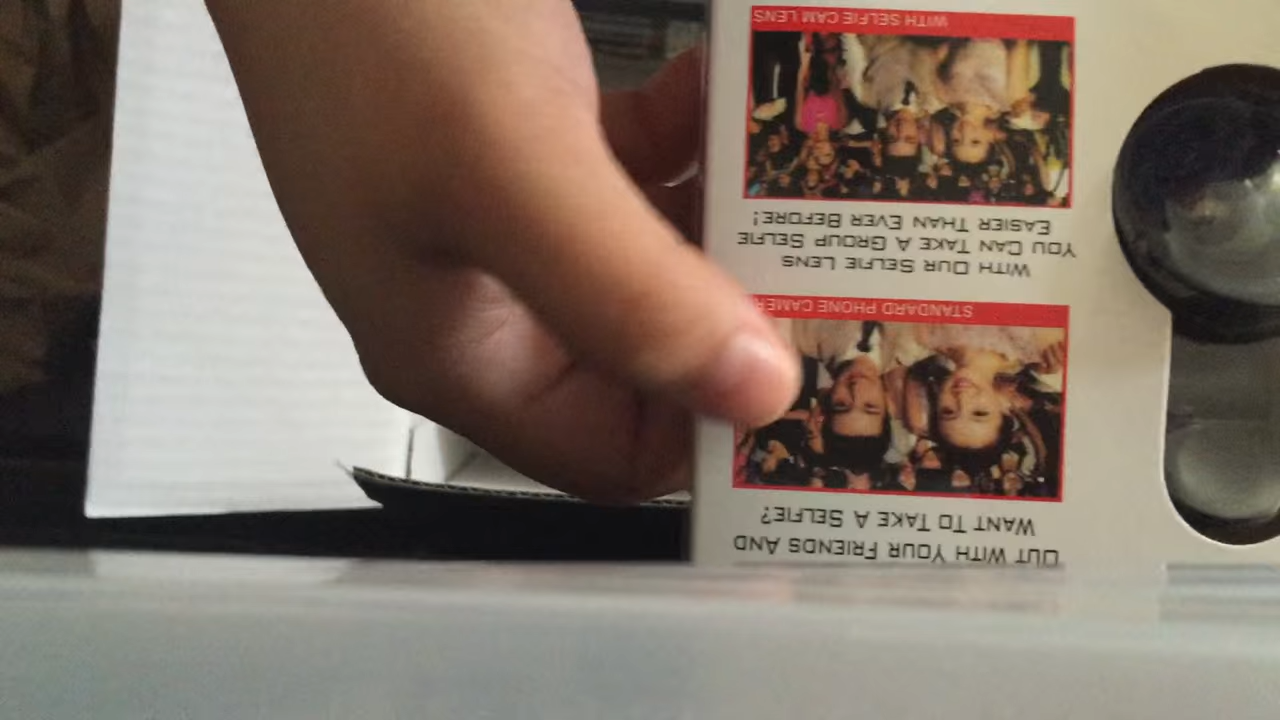 OUT WITH YOUR FRIENDS AND
WANT TO TAKE A SELFIE?
STANDARD PHONE CAMERA
WITH OUR SELFIE LENS
YOU CAN TAKE A GROUP SELFIE
EASIER THAN EVER BEFORE!
WITH SELFIE CAM LENS